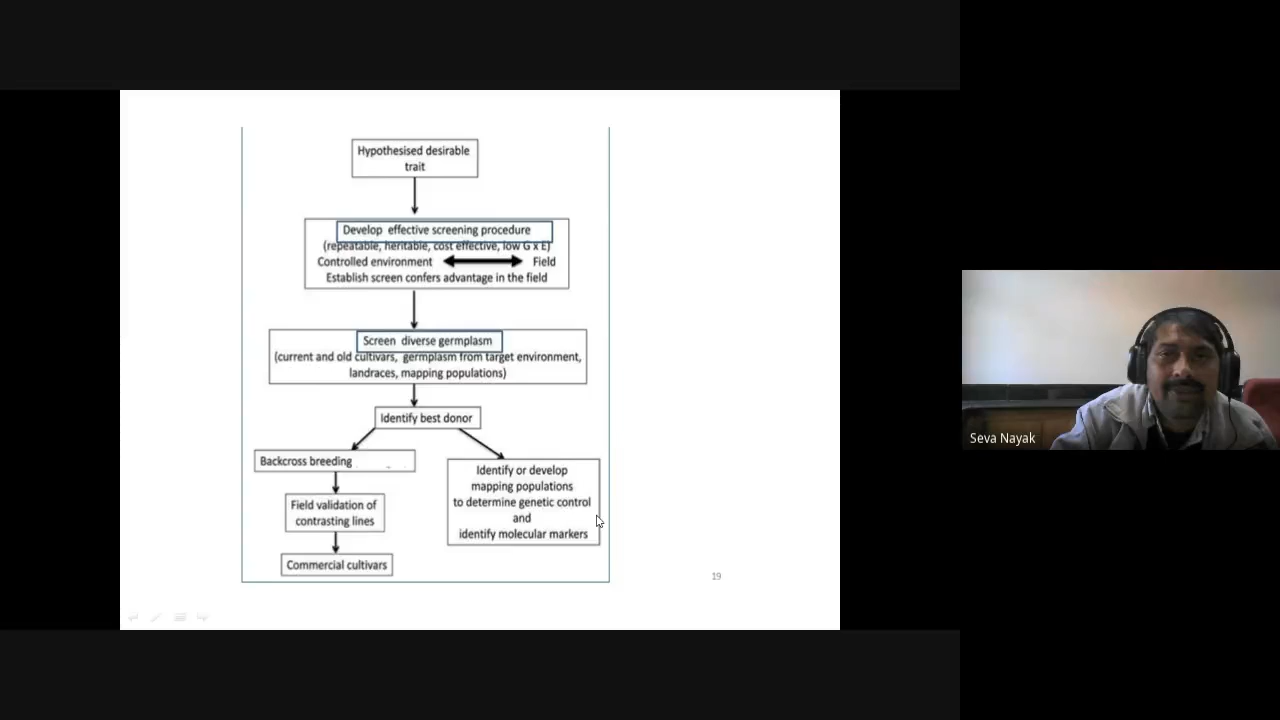 Hypothesised desirable
trait
Develop effective screening procedure
(repeatable, heritable, cost effective, low G x E)
Controlled environment Field
Establish screen confers advantage in the field
Screen diverse germplasm
(current and old cultivars, germplasm from target environment,
landraces, mapping populations)
Identify best donor
Backcross breeding
Field validation of
contrasting lines
Commercial cultivars
Identify or develop
mapping populations
to determine genetic control
and
identify molecular markers
19
Seva Nayak